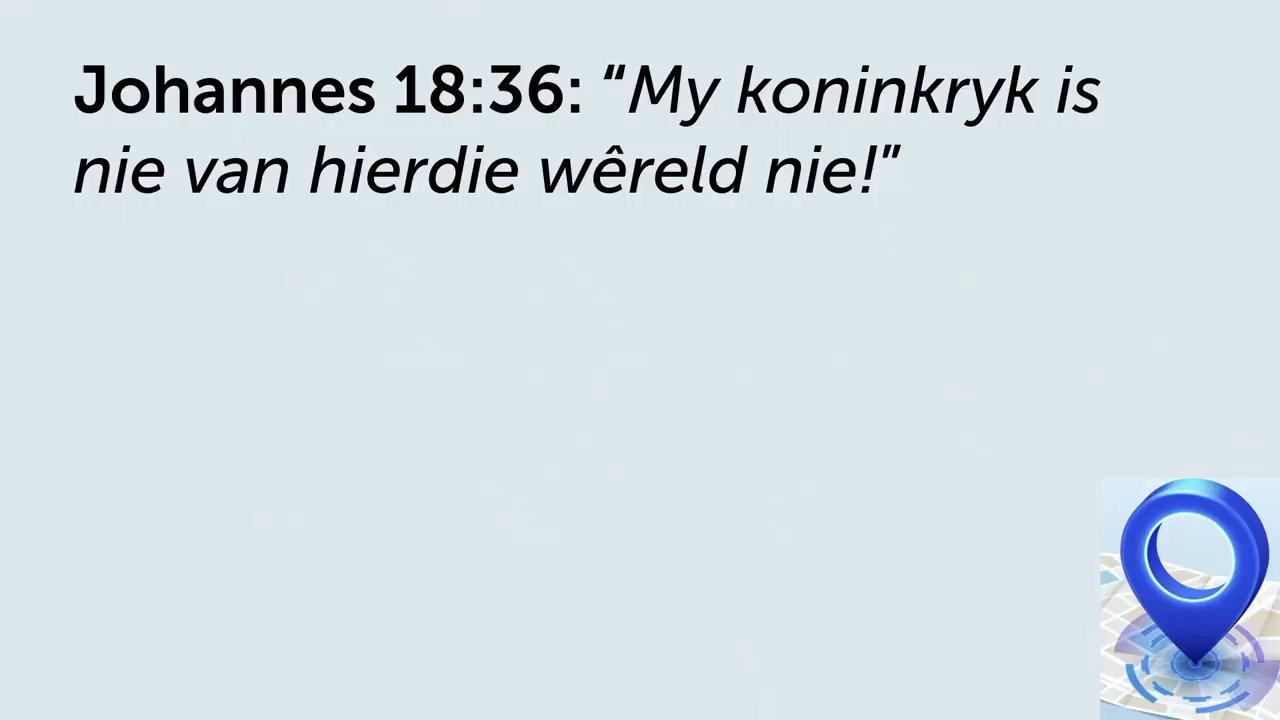 Johannes 18:36: “My koninkryk is
nie van hierdie wêreld nie!”